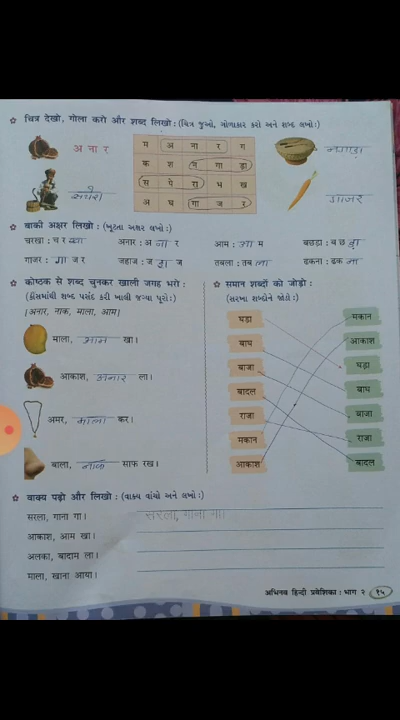 ☆ चित्र देखो, गोला करो और शब्द लिखो : (ચિત્ર જુઓ, ગોળાકાર કરો અને શબ્દ લખો :)
अ ना र
म अ ना र ग
नगाड़ा
क श न गा ड़ा
सपेरा
स पे रा भ ख
गाजर
अ घ गा ज र
☆ बाकी अक्षर लिखो : (ખૂટતા અક્ષર લખો :)
चरखा : च र खा अनार : अ ना र आम : आ म बछड़ा : ब छ ड़ा
गाजर : गा ज र जहाज : ज हा ज तबला : तब ला ढकना : ढक ना
☆ कोष्ठक से शब्द चुनकर खाली जगह भरो :
(કૌંસમાંથી શબ્દ પસંદ કરી ખાલી જગ્યા પૂરો :)
[अनार, नाक, माला, आम]
माला, आम खा।
आकाश, अनार ला।
अमर, माला कर।
बाला, नाक साफ रख।
☆ समान शब्दों को जोड़ो :
(સરખા શબ્દોને જોડો :)
घड़ा मकान
बाघ आकाश
बाजा घड़ा
बादल बाघ
राजा बाजा
मकान राजा
आकाश बादल
☆ वाक्य पढ़ो और लिखो : (વાક્ય વાંચો અને લખો :)
सरला, गाना गा। सरला, गाना गा।
आकाश, आम खा।
अलका, बादाम ला।
माला, खाना आया।
अभिनव हिन्दी प्रवेशिका : भाग २ १५